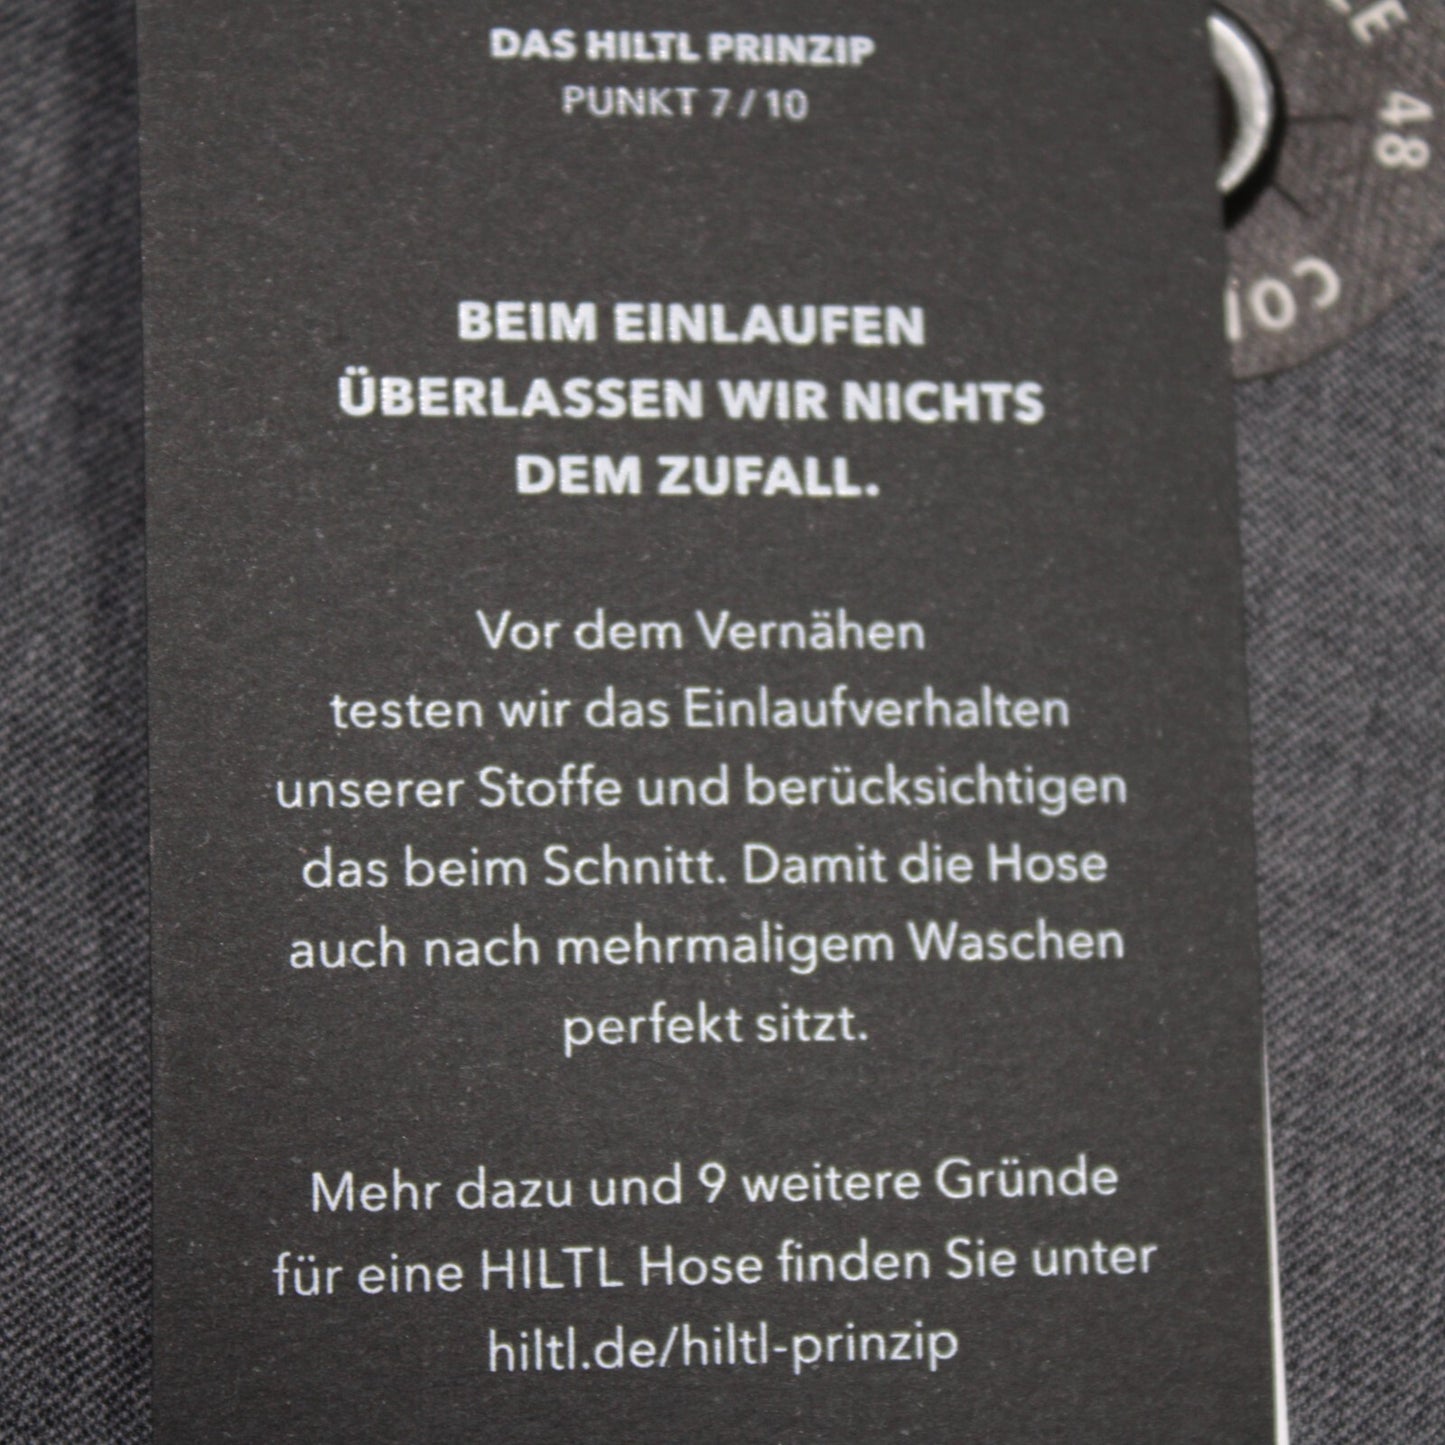 DAS HILTL PRINZIP
PUNKT 7 / 10
48
BEIM EINLAUFEN
ÜBERLASSEN WIR NICHTS
DEM ZUFALL.
Vor dem Vernähen
testen wir das Einlaufverhalten
unserer Stoffe und berücksichtigen
das beim Schnitt. Damit die Hose
auch nach mehrmaligem Waschen
perfekt sitzt.
Mehr dazu und 9 weitere Gründe
für eine HILTL Hose finden Sie unter
hiltl.de/hiltl-prinzip